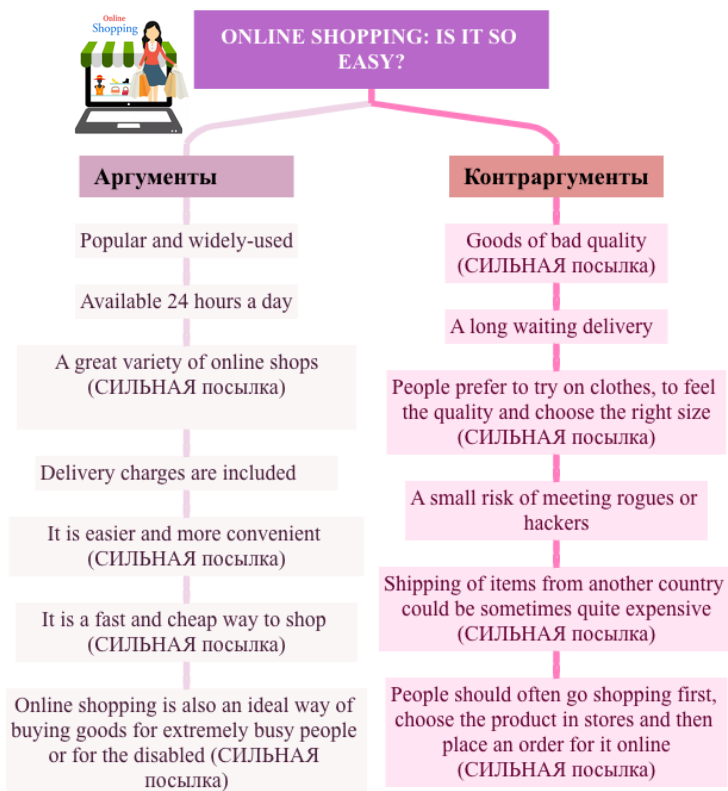 Online
Shopping
ONLINE SHOPPING: IS IT SO
EASY?
Аргументы
Popular and widely-used
Available 24 hours a day
A great variety of online shops
(СИЛЬНАЯ посылка)
Delivery charges are included
It is easier and more convenient
(СИЛЬНАЯ посылка)
It is a fast and cheap way to shop
(СИЛЬНАЯ посылка)
Online shopping is also an ideal way of
buying goods for extremely busy people
or for the disabled (СИЛЬНАЯ
посылка)
Контраргументы
Goods of bad quality
(СИЛЬНАЯ посылка)
A long waiting delivery
People prefer to try on clothes, to feel
the quality and choose the right size
(СИЛЬНАЯ посылка)
A small risk of meeting rogues or
hackers
Shipping of items from another country
could be sometimes quite expensive
(СИЛЬНАЯ посылка)
People should often go shopping first,
choose the product in stores and then
place an order for it online
(СИЛЬНАЯ посылка)